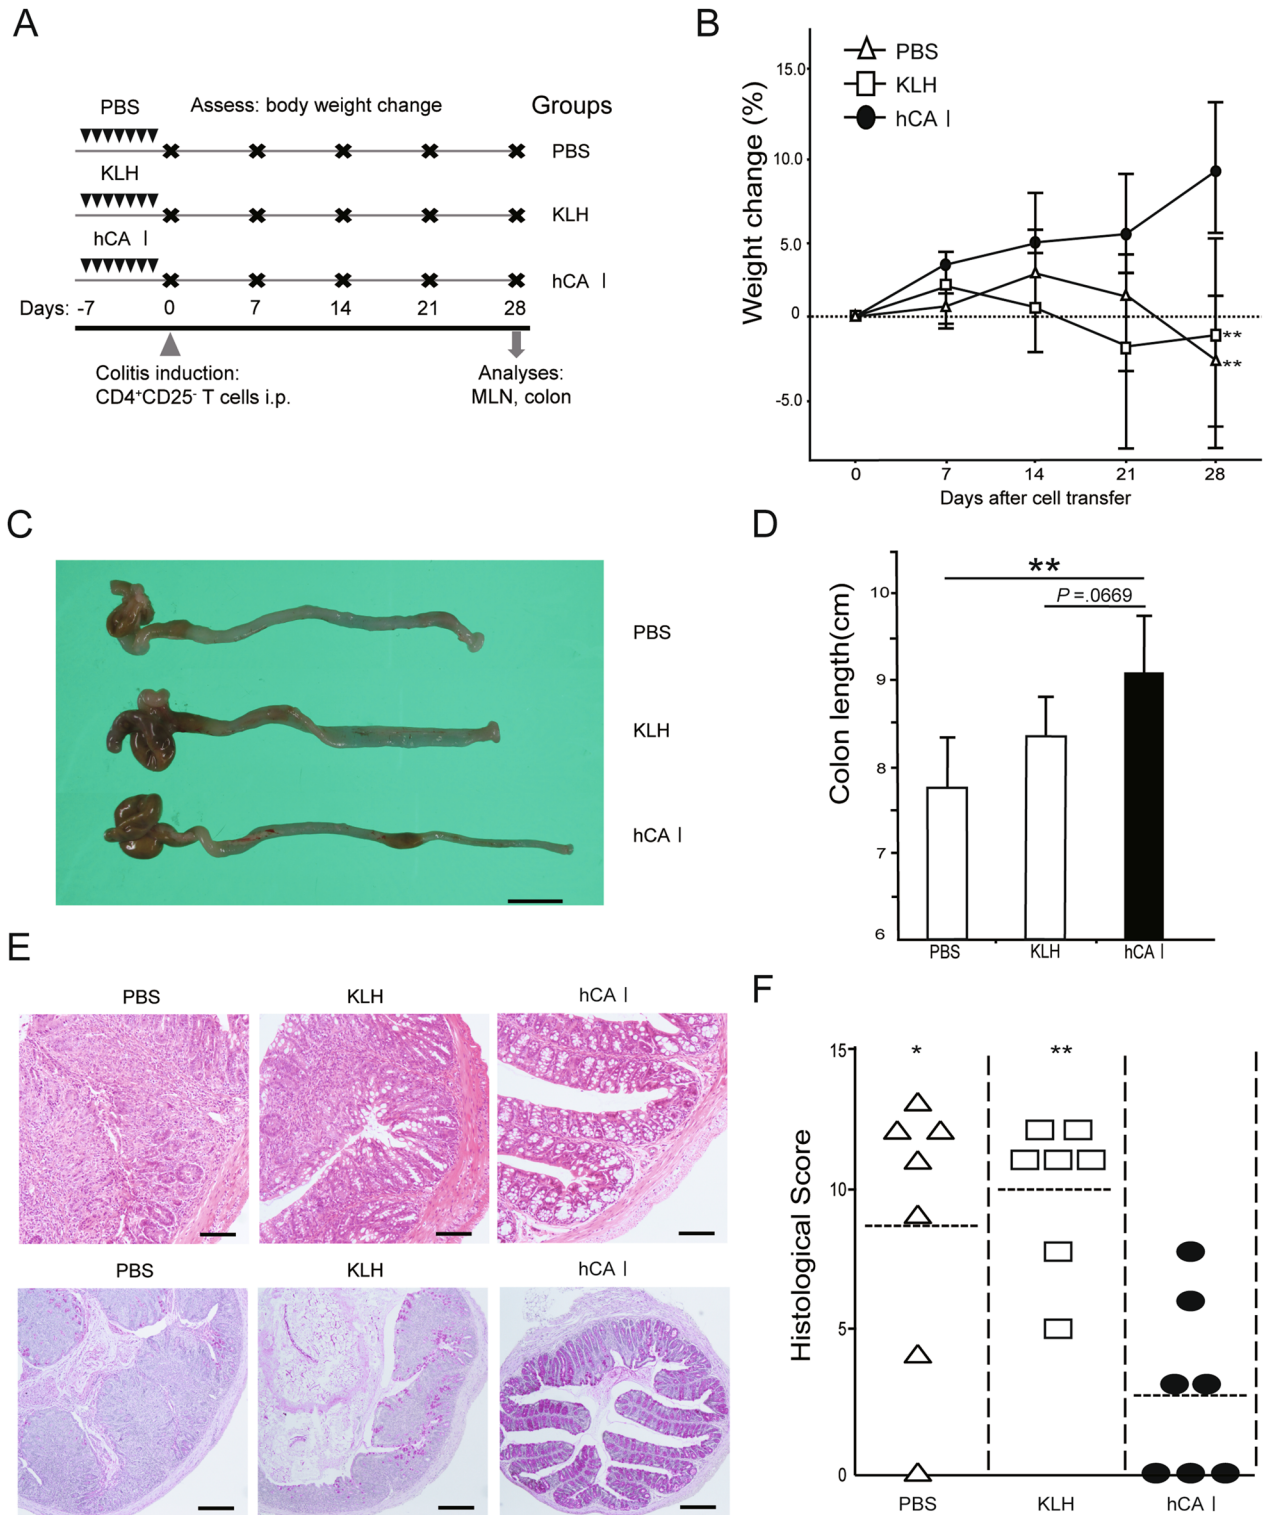 A
PBS
Assess: body weight change
Groups
PBS
KLH
KLH
hCA I
hCA I
Days: -7 0 7 14 21 28
Colitis induction:
CD4⁺CD25⁻ T cells i.p.
Analyses:
MLN, colon
B
PBS
KLH
hCA I
Weight change (%)
15.0
10.0
5.0
0
-5.0
**
**
0 7 14 21 28
Days after cell transfer
C
PBS
KLH
hCA I
D
**
P =.0669
Colon length(cm)
10
9
8
7
6
PBS KLH hCA I
E
PBS KLH hCA I
PBS KLH hCA I
F
* **
Histological Score
15
10
5
0
PBS KLH hCA I